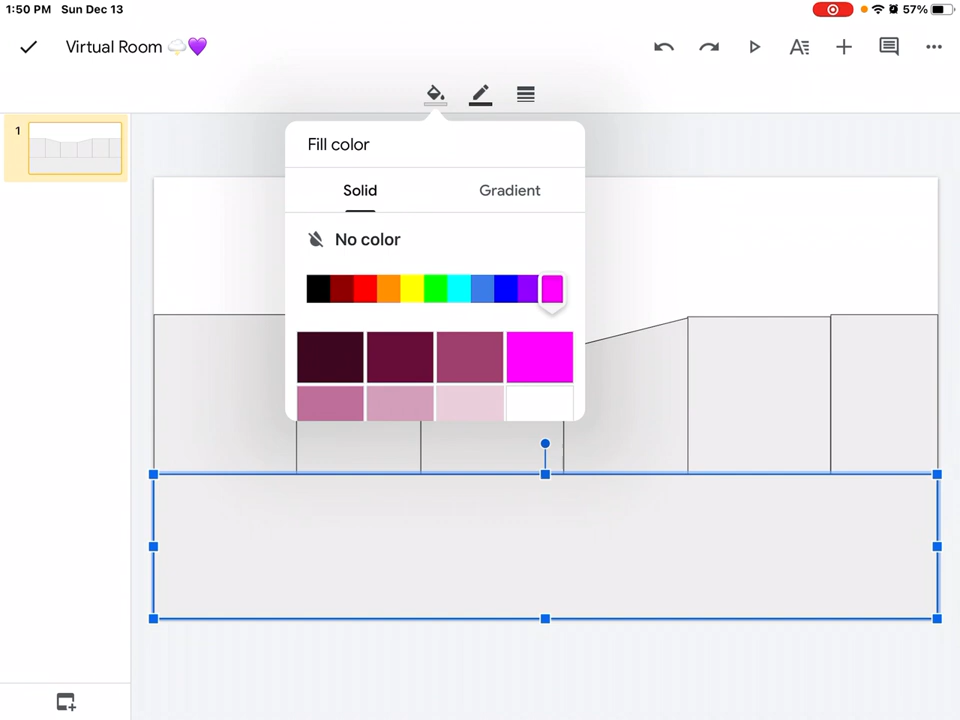 1:50 PM Sun Dec 13
57%
Virtual Room 🌩️💜
1
Fill color
Solid
Gradient
No color